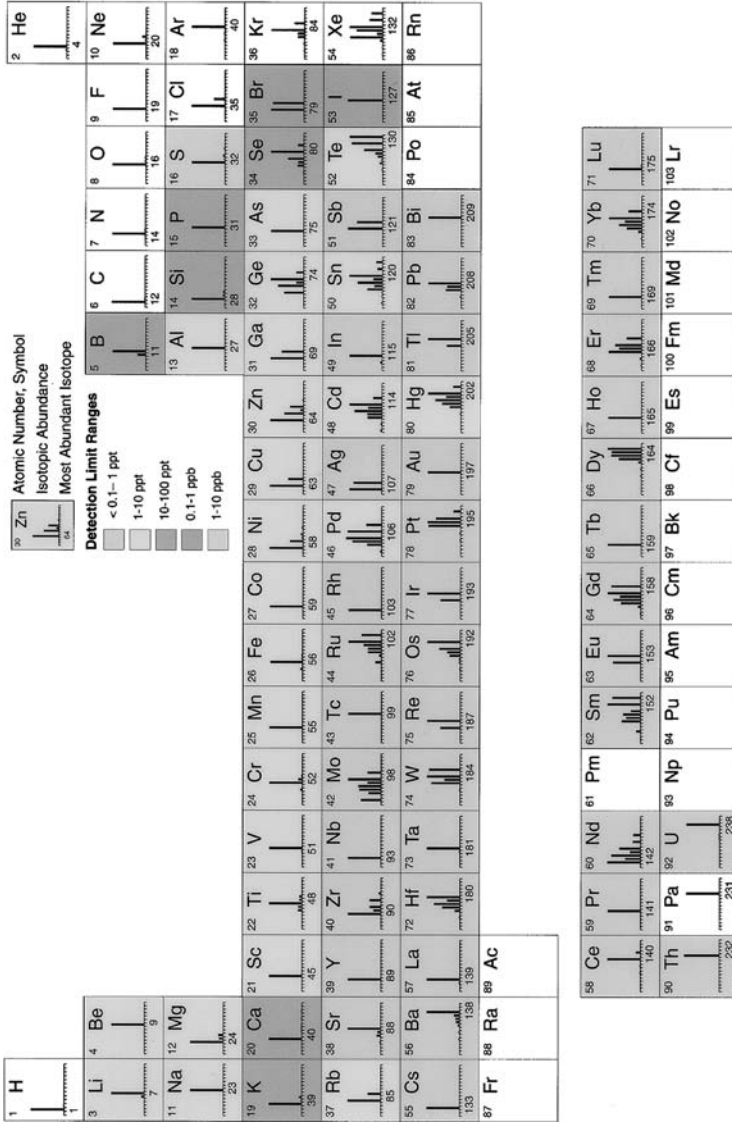 1 H
1
2 He
4
30 Zn
64
Atomic Number, Symbol
Isotopic Abundance
Most Abundant Isotope
Detection Limit Ranges
< 0.1– 1 ppt
1-10 ppt
10-100 ppt
0.1-1 ppb
1-10 ppb
3 Li 4 Be 5 B 6 C 7 N 8 O 9 F 10 Ne
7 9 11 12 14 16 19 20
11 Na 12 Mg 13 Al 14 Si 15 P 16 S 17 Cl 18 Ar
23 24 27 28 31 32 35 40
19 K 20 Ca 21 Sc 22 Ti 23 V 24 Cr 25 Mn 26 Fe 27 Co 28 Ni 29 Cu 30 Zn 31 Ga 32 Ge 33 As 34 Se 35 Br 36 Kr
39 40 45 48 51 52 55 56 59 58 63 64 69 74 75 80 79 84
37 Rb 38 Sr 39 Y 40 Zr 41 Nb 42 Mo 43 Tc 44 Ru 45 Rh 46 Pd 47 Ag 48 Cd 49 In 50 Sn 51 Sb 52 Te 53 I 54 Xe
85 88 89 90 93 98 99 102 103 106 107 114 115 120 121 130 127 132
55 Cs 56 Ba 57 La 72 Hf 73 Ta 74 W 75 Re 76 Os 77 Ir 78 Pt 79 Au 80 Hg 81 Tl 82 Pb 83 Bi 84 Po 85 At 86 Rn
133 138 139 180 181 184 187 192 193 195 197 202 205 208 209
87 Fr 88 Ra 89 Ac
58 Ce 59 Pr 60 Nd 61 Pm 62 Sm 63 Eu 64 Gd 65 Tb 66 Dy 67 Ho 68 Er 69 Tm 70 Yb 71 Lu
140 141 142 152 153 158 159 164 165 166 169 174 175
90 Th 91 Pa 92 U 93 Np 94 Pu 95 Am 96 Cm 97 Bk 98 Cf 99 Es 100 Fm 101 Md 102 No 103 Lr
232 231 238